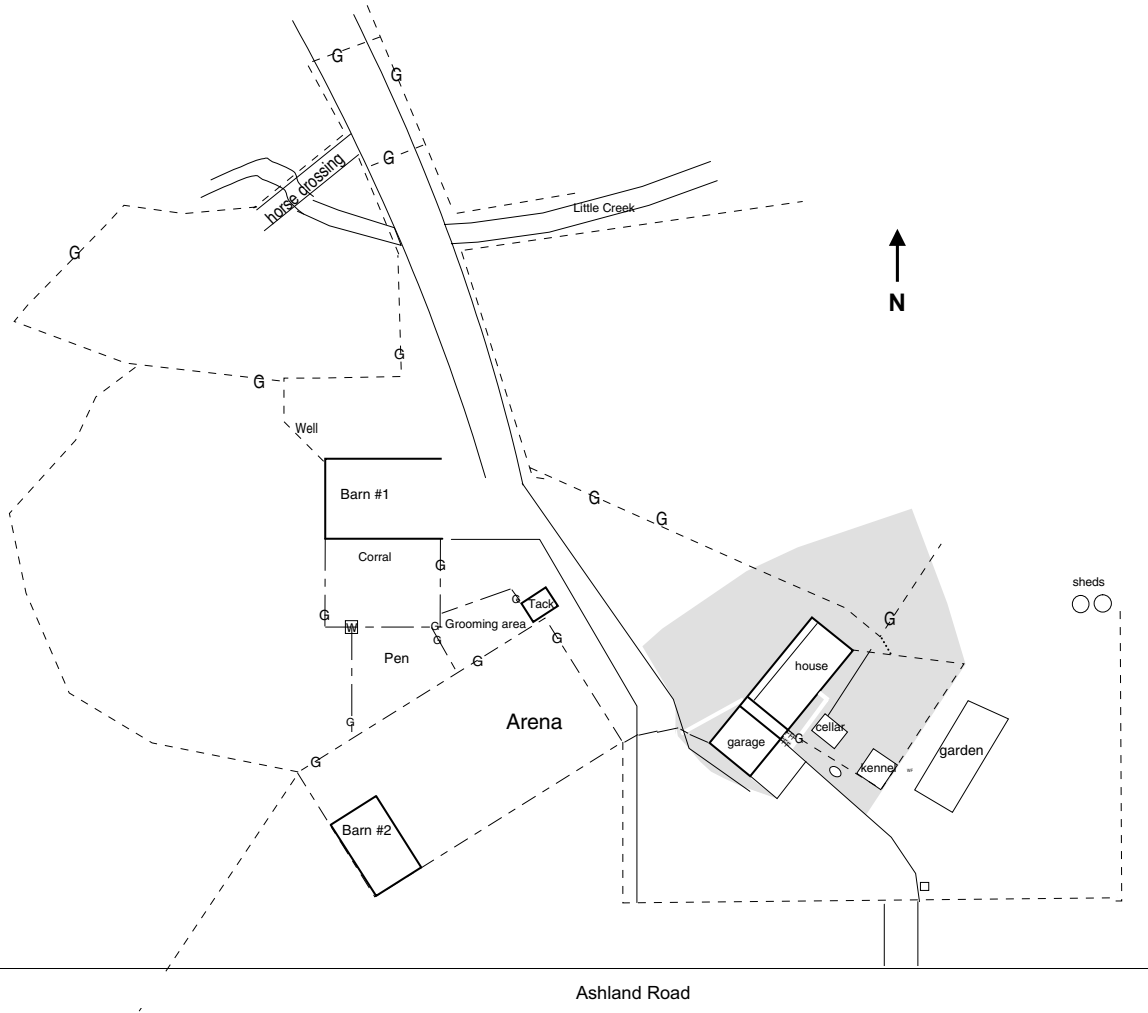 G
G
G
horse crossing
Little Creek
G
N
G
G
Well
Barn #1
G
G
Corral
G
sheds
G
Tack
G
W
G
Grooming area
G
G
G
Pen
G
house
G
Arena
cellar
garage
G
kennel
garden
G
Barn #2
Ashland Road